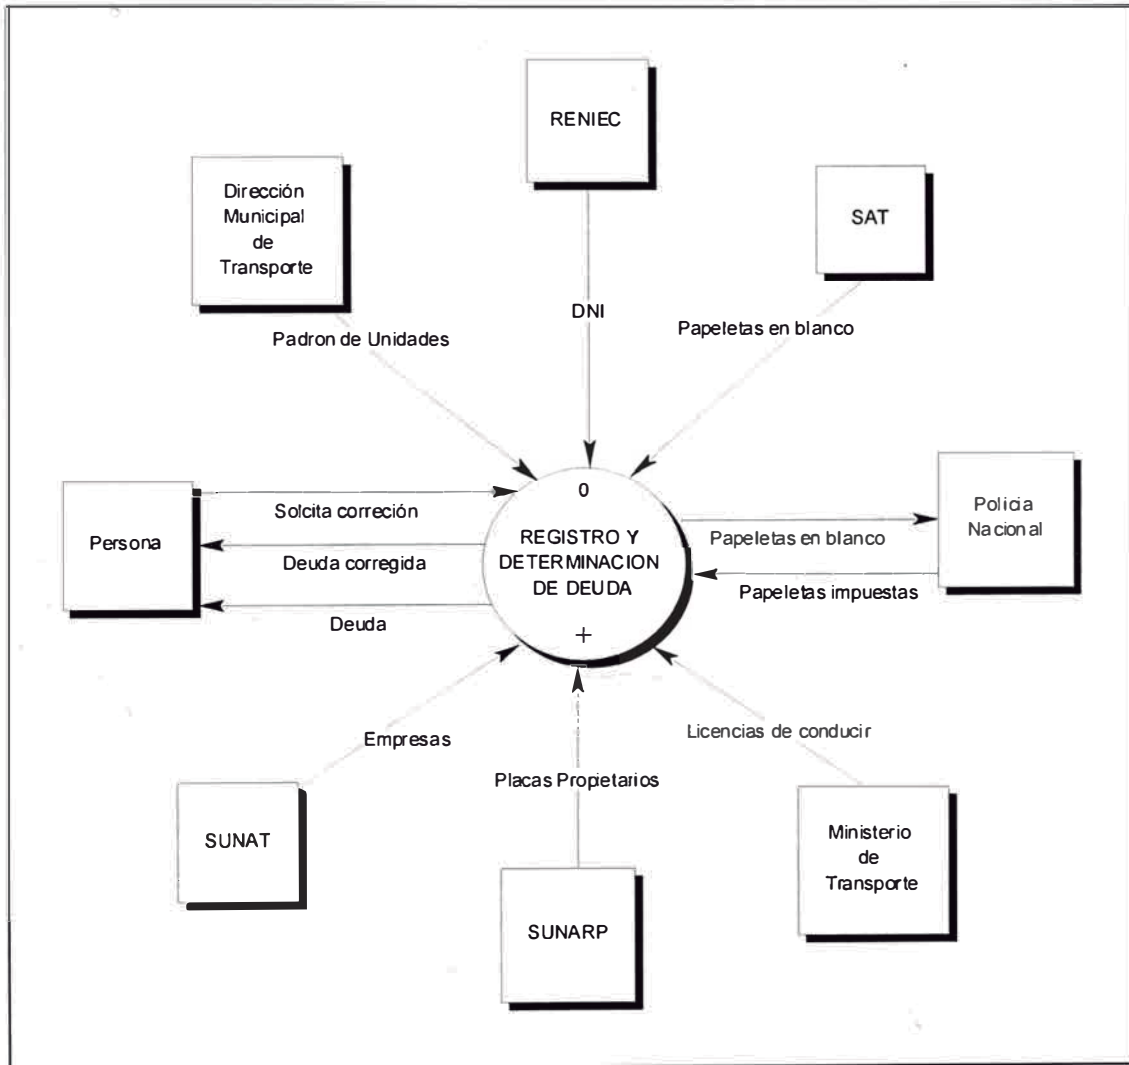 RENIEC
Dirección
Municipal
de
Transporte
SAT
DNI
Papeletas en blanco
Padron de Unidades
Policia
Nacional
Persona
Solcita correción
0
REGISTRO Y
DETERMINACION
DE DEUDA
+
Papeletas en blanco
Deuda corregida
Papeletas impuestas
Deuda
Empresas
Licencias de conducir
Placas Propietarios
SUNAT
Ministerio
de
Transporte
SUNARP